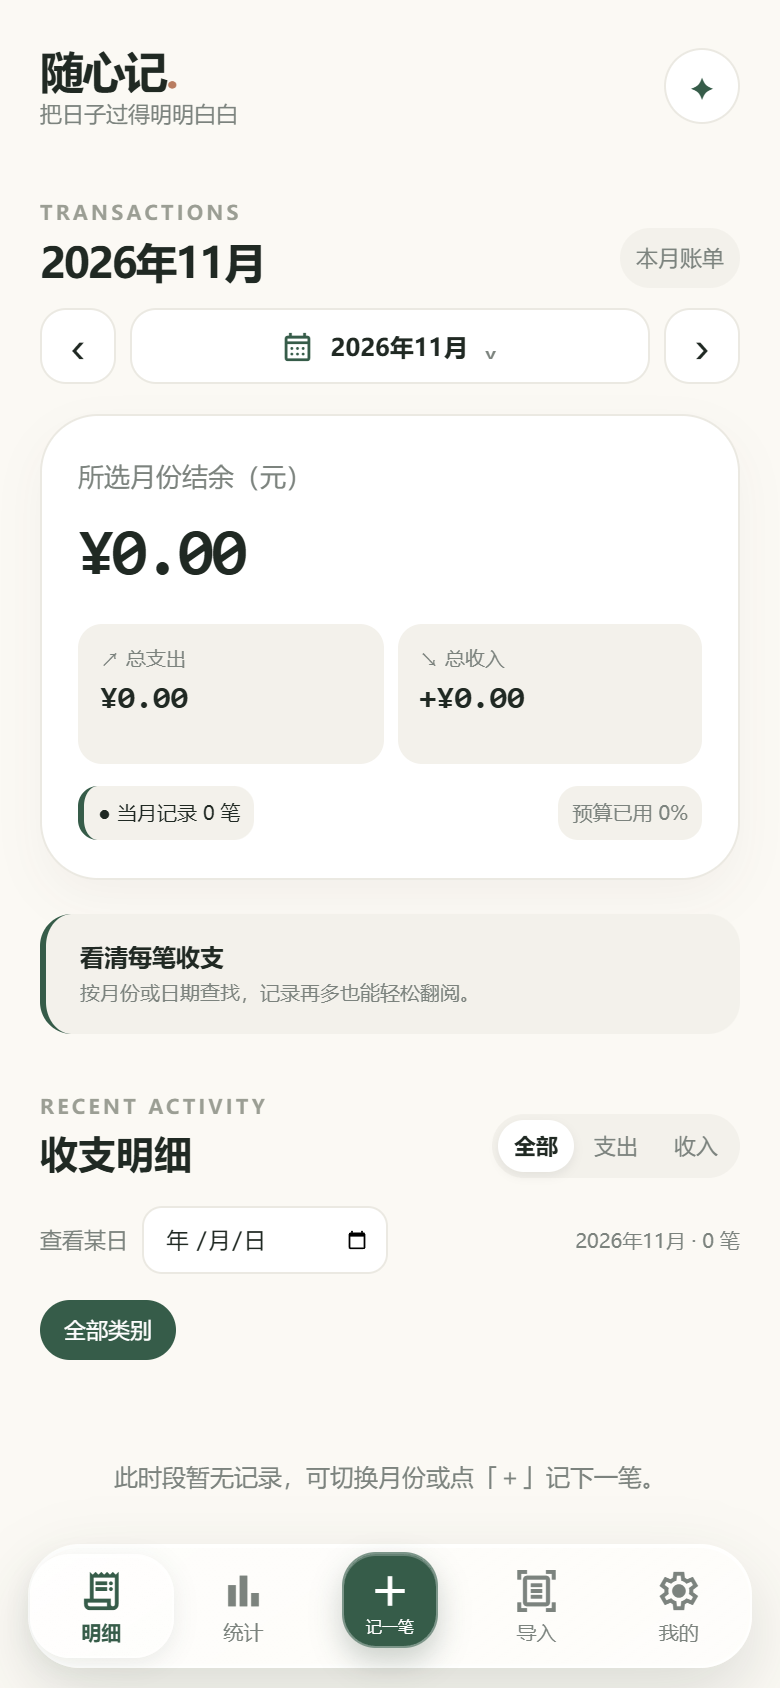 随心记.
把日子过得明明白白
TRANSACTIONS
2026年11月
本月账单
‹
2026年11月 ˅
›
所选月份结余（元）
¥0.00
↗ 总支出
¥0.00
↘ 总收入
+¥0.00
● 当月记录 0 笔
预算已用 0%
看清每笔收支
按月份或日期查找，记录再多也能轻松翻阅。
RECENT ACTIVITY
收支明细
全部 支出 收入
查看某日 年 /月/日
2026年11月 · 0 笔
全部类别
此时段暂无记录，可切换月份或点「+」记下一笔。
明细 统计 记一笔 导入 我的